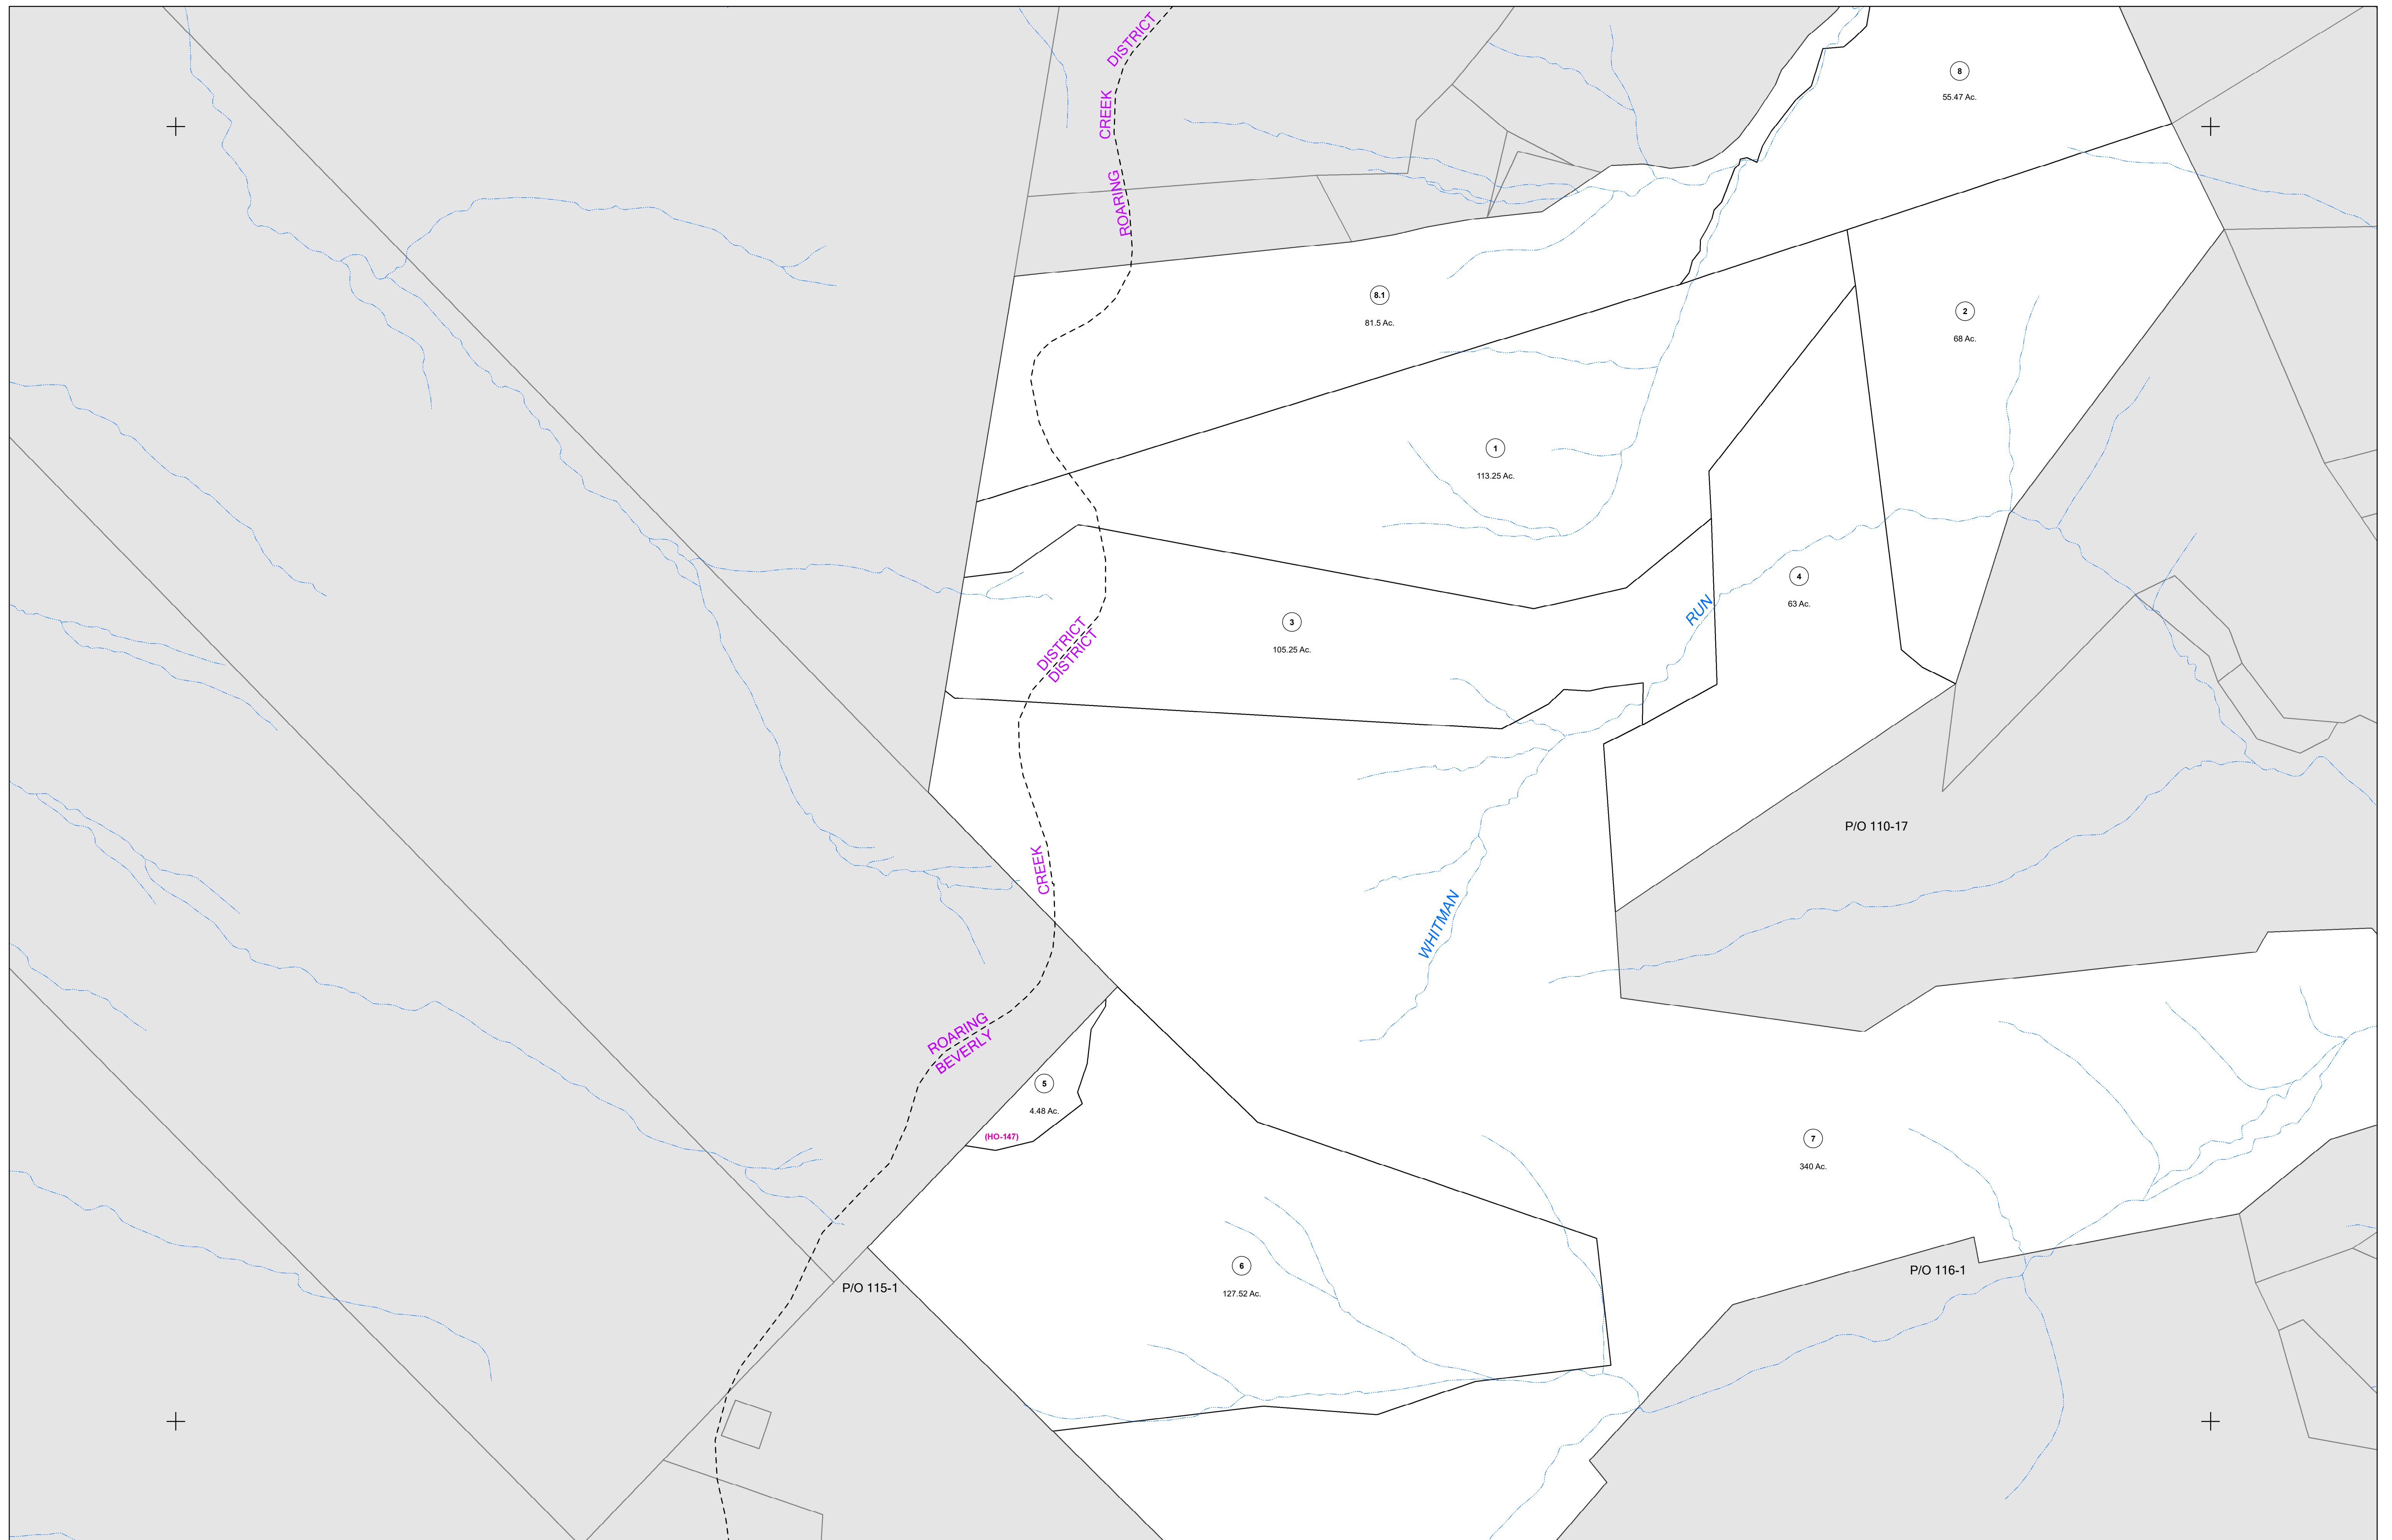 DISTRICT
CREEK
ROARING
8
55.47 Ac.
8.1
81.5 Ac.
2
68 Ac.
1
113.25 Ac.
4
63 Ac.
RUN
3
105.25 Ac.
DISTRICT
DISTRICT
P/O 110-17
CREEK
WHITMAN
ROARING
BEVERLY
5
4.48 Ac.
(HO-147)
7
340 Ac.
6
127.52 Ac.
P/O 116-1
P/O 115-1